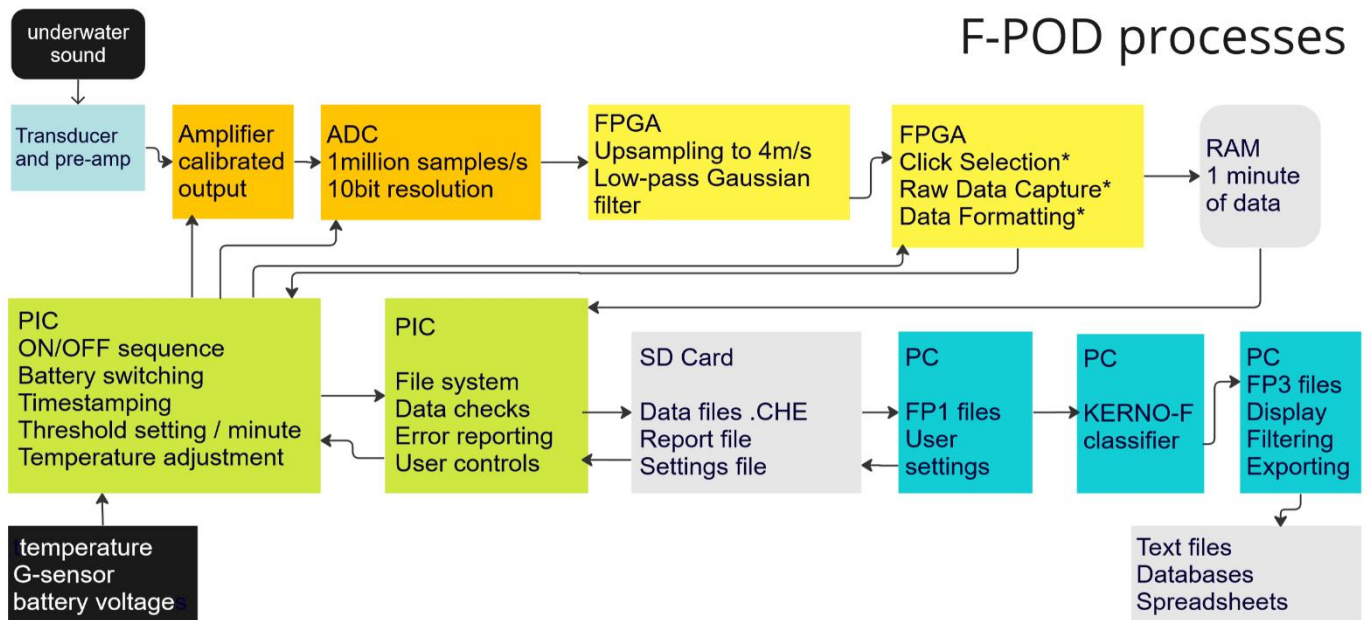 F-POD processes
underwater
sound
Transducer
and pre-amp
Amplifier
calibrated
output
ADC
1million samples/s
10bit resolution
FPGA
Upsampling to 4m/s
Low-pass Gaussian
filter
FPGA
Click Selection*
Raw Data Capture*
Data Formatting*
RAM
1 minute
of data
PIC
ON/OFF sequence
Battery switching
Timestamping
Threshold setting / minute
Temperature adjustment
PIC
File system
Data checks
Error reporting
User controls
SD Card
Data files .CHE
Report file
Settings file
PC
FP1 files
User
settings
PC
KERNO-F
classifier
PC
FP3 files
Display
Filtering
Exporting
temperature
G-sensor
battery voltages
Text files
Databases
Spreadsheets